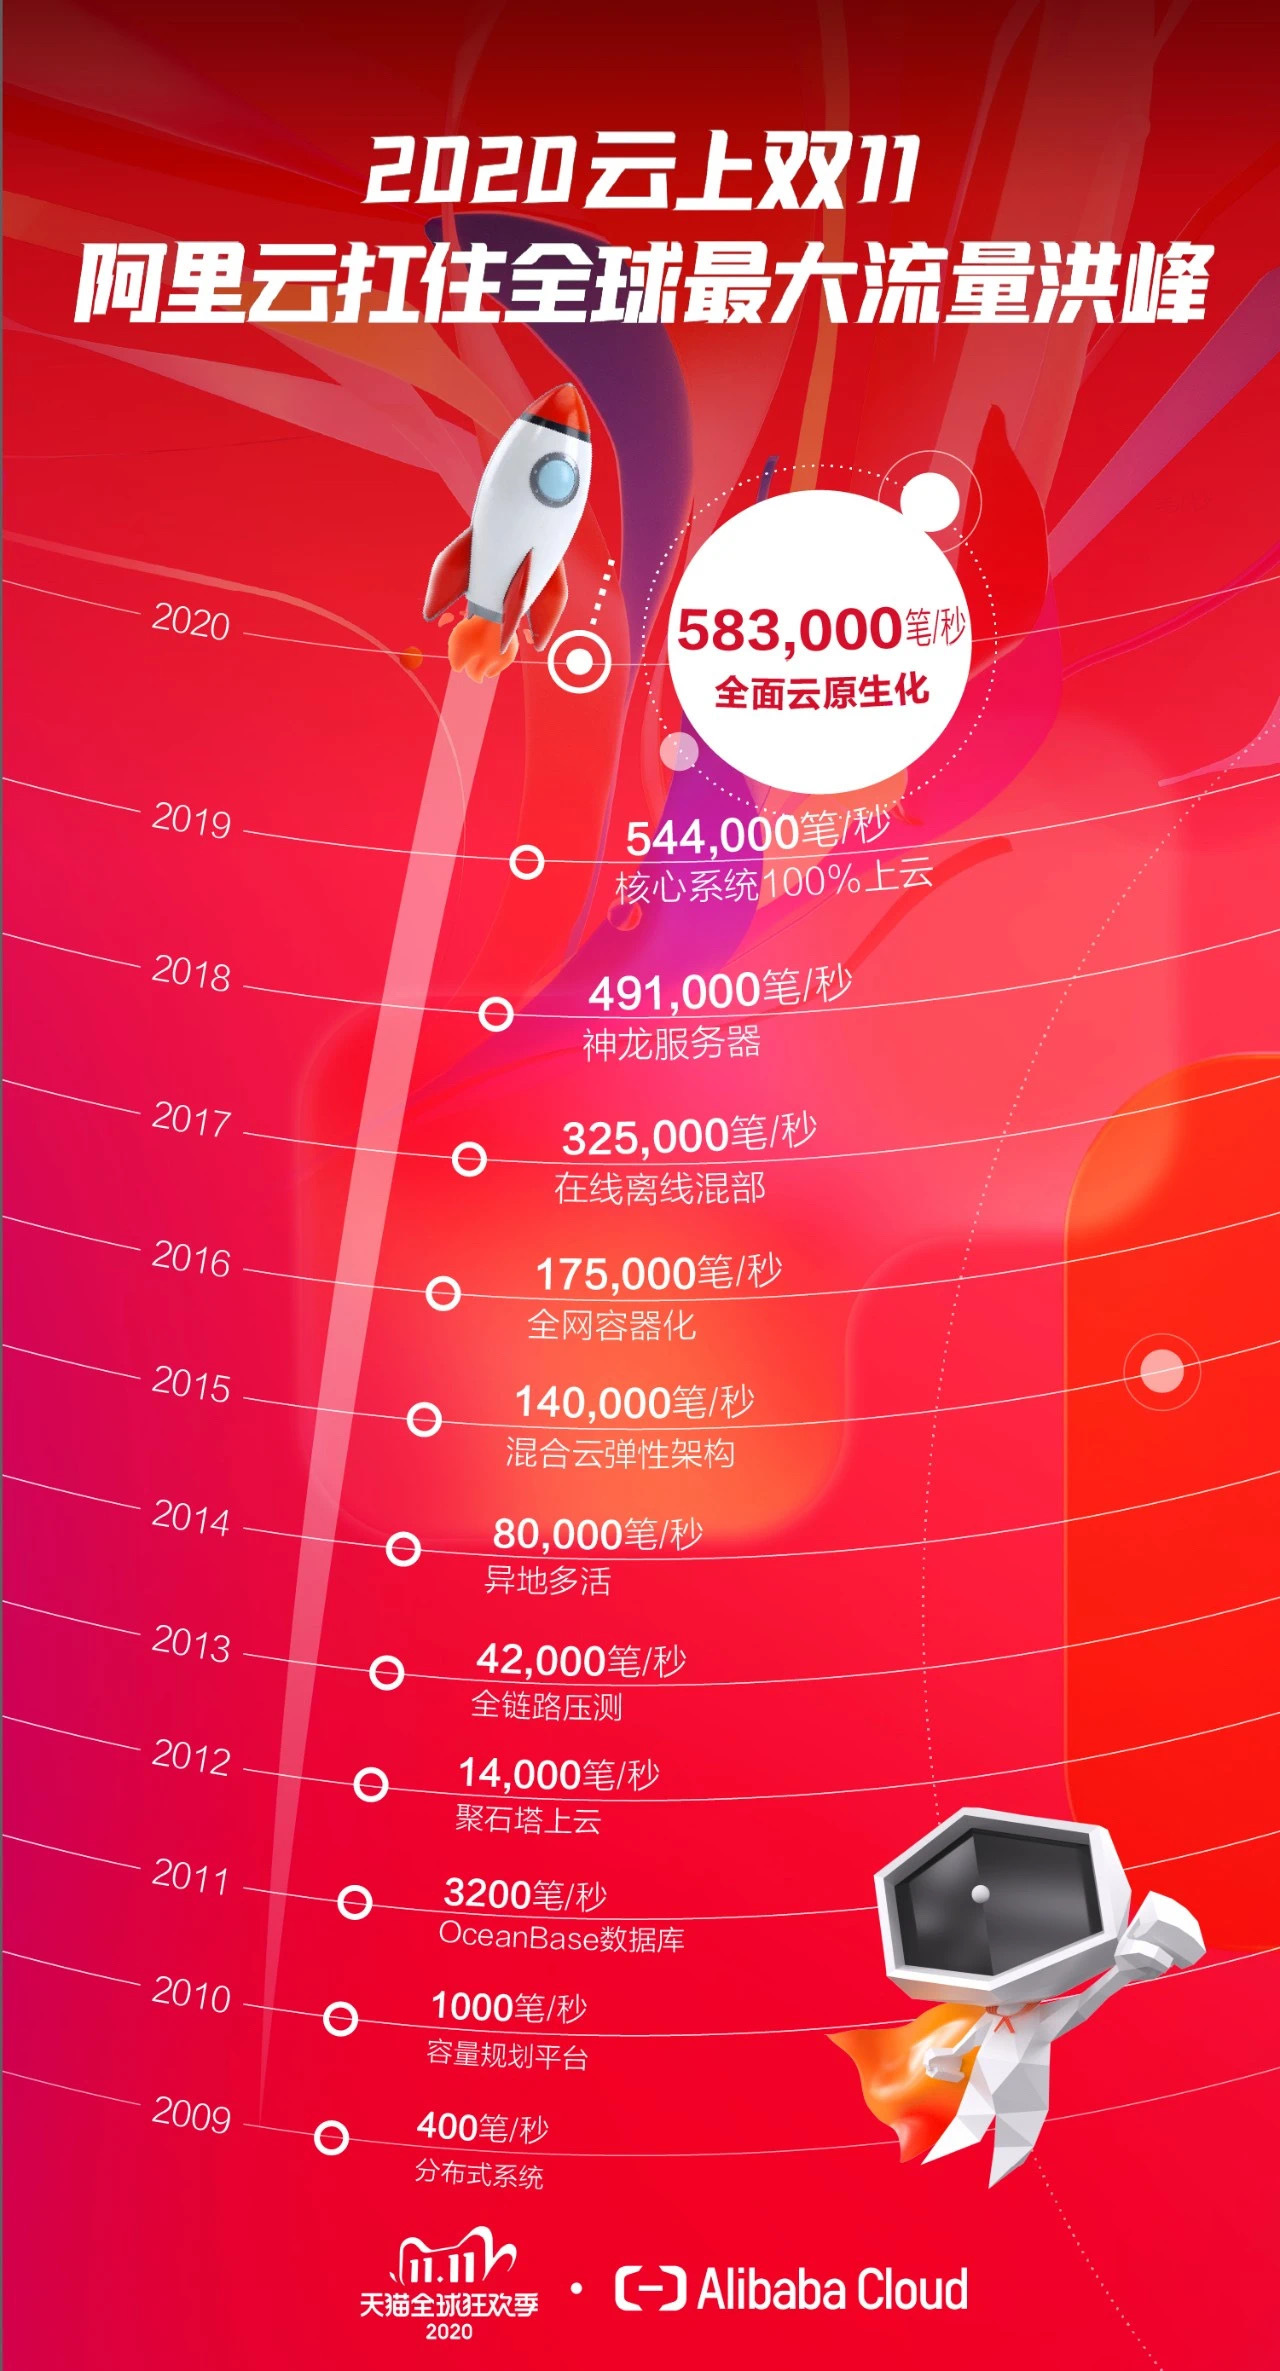 2020云上双11
阿里云扛住全球最大流量洪峰
2020
583,000笔/秒
全面云原生化
2019
544,000笔/秒
核心系统100%上云
2018
491,000笔/秒
神龙服务器
2017
325,000笔/秒
在线离线混部
2016
175,000笔/秒
全网容器化
2015
140,000笔/秒
混合云弹性架构
2014
80,000笔/秒
异地多活
2013
42,000笔/秒
全链路压测
2012
14,000笔/秒
聚石塔上云
2011
3200笔/秒
OceanBase数据库
2010
1000笔/秒
容量规划平台
2009
400笔/秒
分布式系统
11.11
天猫全球狂欢季
2020
Alibaba Cloud